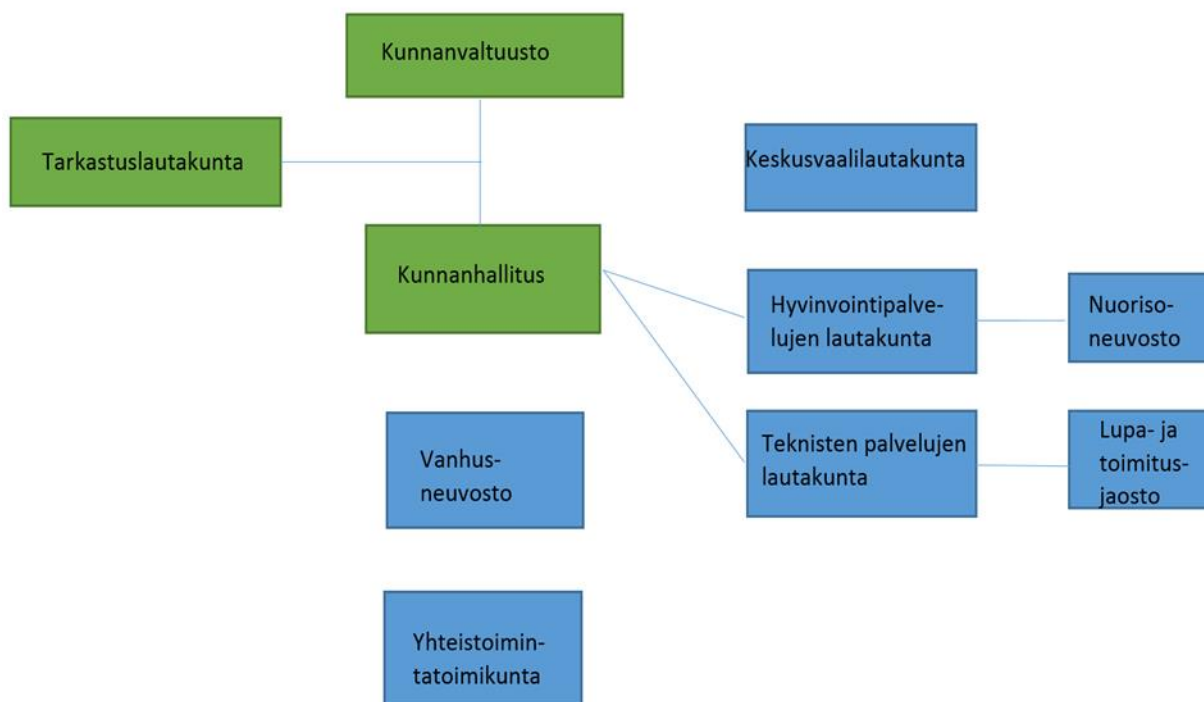 Kunnanvaltuusto
Tarkastuslautakunta
Keskusvaalilautakunta
Kunnanhallitus
Hyvinvointipalve-
lujen lautakunta
Nuoriso-
neuvosto
Vanhus-
neuvosto
Teknisten palvelujen
lautakunta
Lupa- ja
toimitus-
jaosto
Yhteistoimin-
tatoimikunta